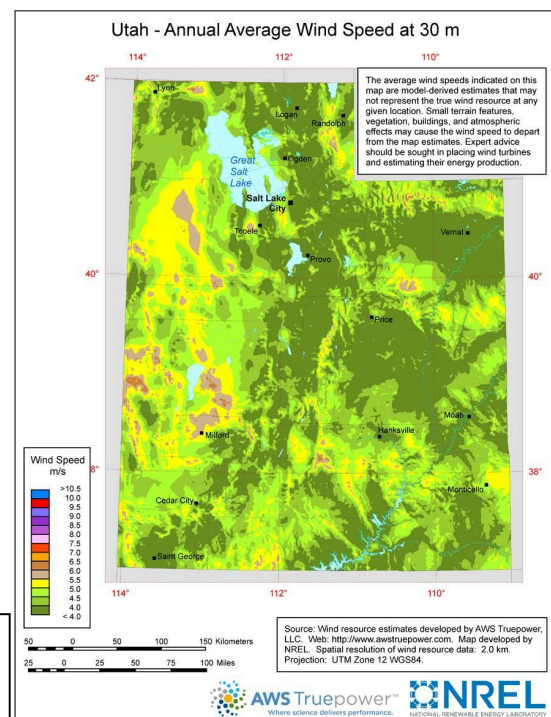 Utah - Annual Average Wind Speed at 30 m
114°
112°
110°
42°
The average wind speeds indicated on this
map are model-derived estimates that may
not represent the true wind resource at any
given location. Small terrain features,
vegetation, buildings, and atmospheric
effects may cause the wind speed to depart
from the map estimates. Expert advice
should be sought in placing wind turbines
and estimating their energy production.
Lynn
Logan
Randolph
Great
Salt
Lake
Ogden
Salt Lake
City
Tooele
Vernal
Provo
40°
40°
Price
Moab
Hanksville
Milford
38°
8°
Monticello
Cedar City
Saint George
Wind Speed
m/s
>10.5
10.0
9.5
9.0
8.5
8.0
7.5
7.0
6.5
6.0
5.5
5.0
4.5
4.0
< 4.0
114°
112°
110°
50 0 50 100 150 Kilometers
25 0 25 50 75 100 Miles
Source: Wind resource estimates developed by AWS Truepower,
LLC. Web: http://www.awstruepower.com. Map developed by
NREL. Spatial resolution of wind resource data: 2.0 km.
Projection: UTM Zone 12 WGS84.
AWS Truepower™
Where science delivers performance.
NREL
NATIONAL RENEWABLE ENERGY LABORATORY